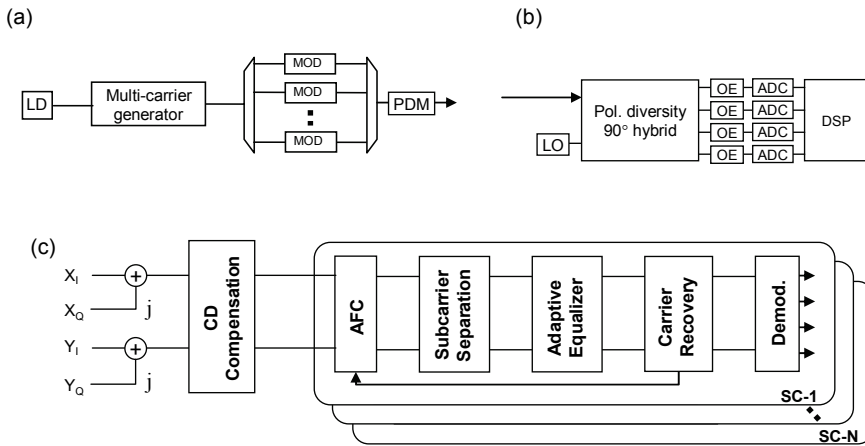 (a)
LD
Multi-carrier
generator
MOD
MOD
MOD
PDM
(b)
LO
Pol. diversity
90° hybrid
OE
ADC
OE
ADC
OE
ADC
OE
ADC
DSP
(c)
X_I
X_Q
j
Y_I
Y_Q
j
+
+
CD
Compensation
AFC
Subcarrier
Separation
Adaptive
Equalizer
Carrier
Recovery
Demod.
SC-1
SC-N